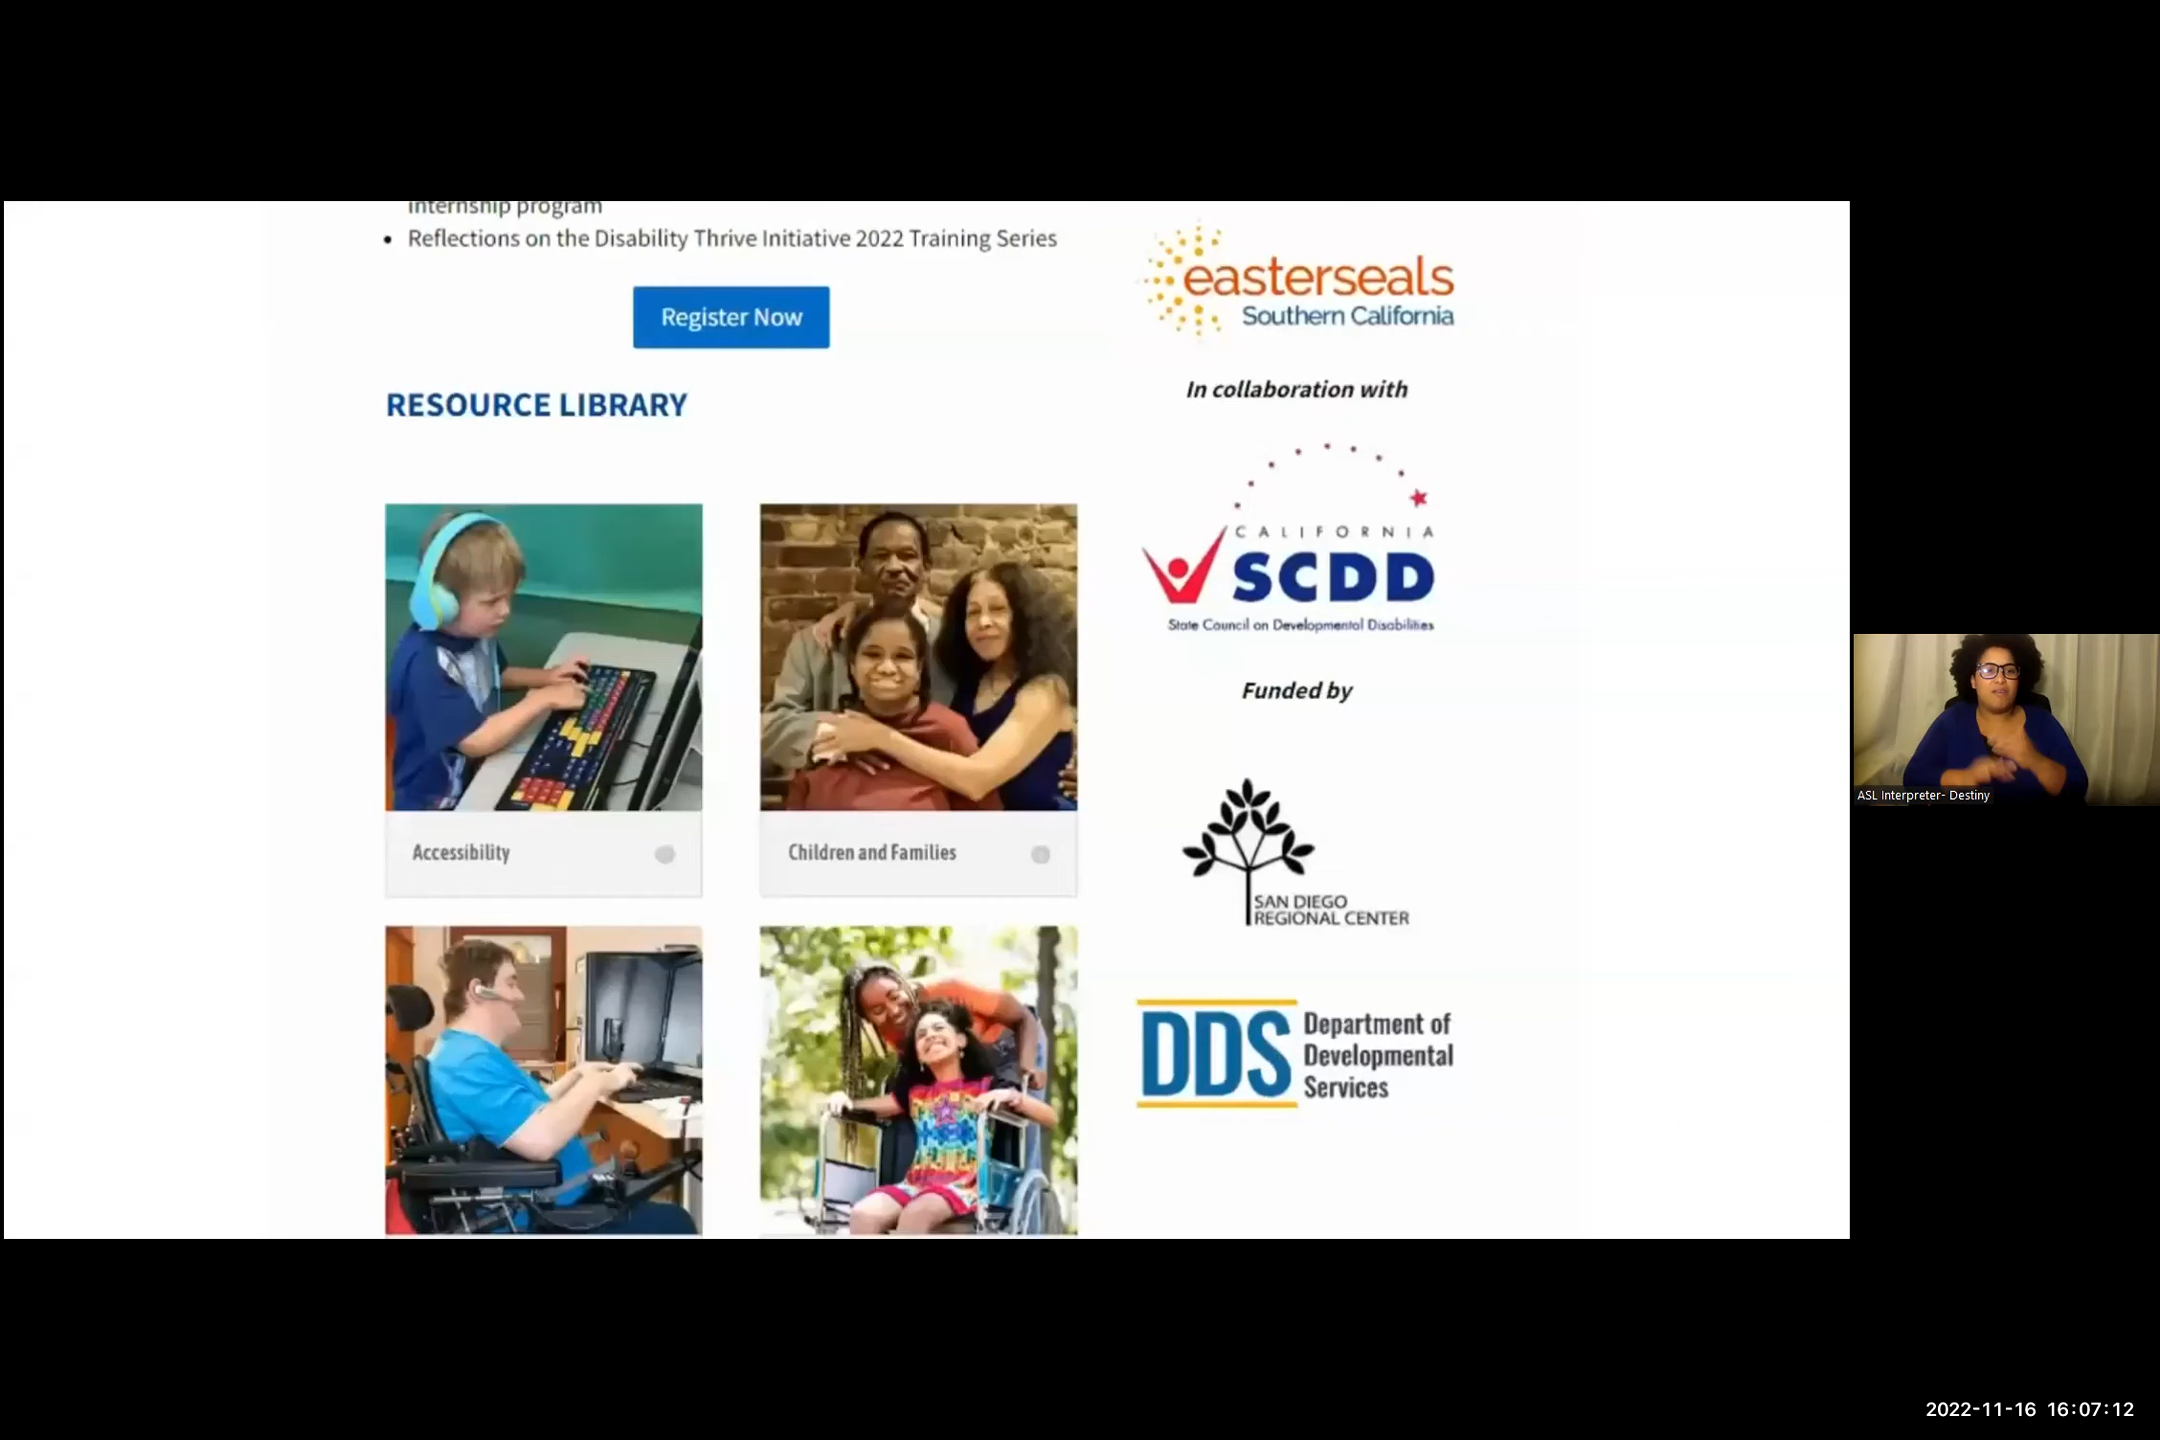 internship program
• Reflections on the Disability Thrive Initiative 2022 Training Series
Register Now
RESOURCE LIBRARY
Accessibility
Children and Families
easterseals
Southern California
In collaboration with
CALIFORNIA
SCDD
State Council on Developmental Disabilities
Funded by
SAN DIEGO
REGIONAL CENTER
DDS
Department of
Developmental
Services
ASL Interpreter- Destiny
2022-11-16 16:07:12